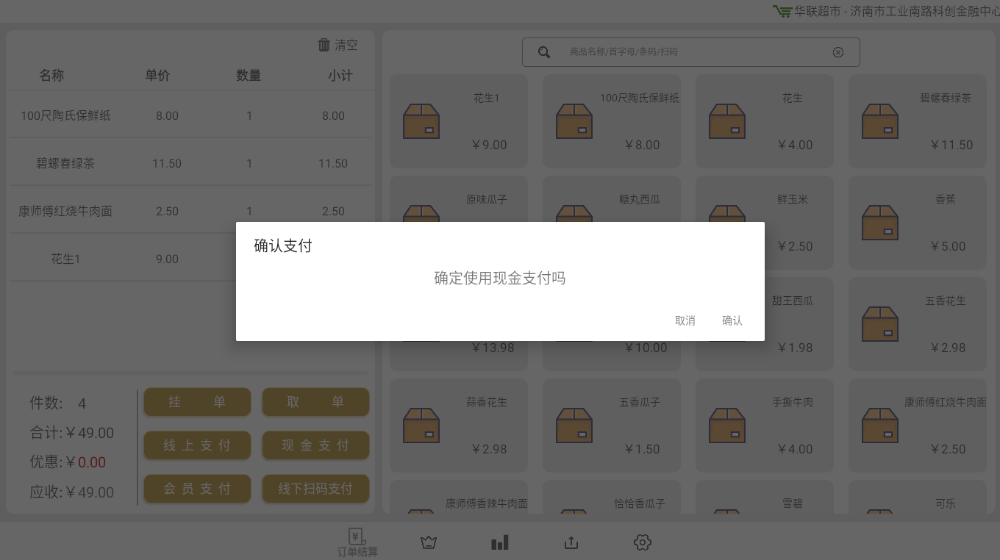 华联超市 - 济南市工业南路科创金融中心
清空
名称 单价 数量 小计
100尺陶氏保鲜纸 8.00 1 8.00
碧螺春绿茶 11.50 1 11.50
康师傅红烧牛肉面 2.50 1 2.50
花生1 9.00
件数: 4
合计:￥49.00
优惠:￥0.00
应收:￥49.00
挂 单 取 单
线上支付 现金支付
会员支付 线下扫码支付
商品名称/首字母/条码/扫码
花生1 100尺陶氏保鲜纸 花生 碧螺春绿茶
￥9.00 ￥8.00 ￥4.00 ￥11.50
原味瓜子 糖丸西瓜 鲜玉米 香蕉
￥2.50 ￥5.00
甜王西瓜 五香花生
￥13.98 ￥10.00 ￥1.98 ￥2.98
蒜香花生 五香瓜子 手撕牛肉 康师傅红烧牛肉面
￥2.98 ￥1.50 ￥4.00 ￥2.50
康师傅香辣牛肉面 恰恰香瓜子 雪碧 可乐
确认支付
确定使用现金支付吗
取消 确认
订单结算